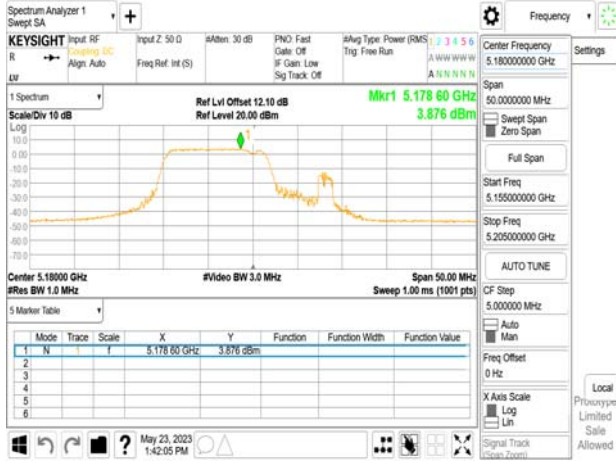 Spectrum Analyzer 1
Swept SA
Frequency
KEYSIGHT
R
LU
Input: RF
Coupling: DC
Align: Auto
Input Z: 50 Ω
Freq Ref: Int (S)
#Atten: 30 dB
PNO: Fast
Gate: Off
IF Gain: Low
Sig Track: Off
#Avg Type: Power (RMS
Trig: Free Run
1 2 3 4 5 6
A W W W W W
A N N N N N
1 Spectrum
Scale/Div 10 dB
Log
Ref Lvl Offset 12.10 dB
Ref Level 20.00 dBm
Mkr1 5.178 60 GHz
3.876 dBm
1
10.0
0.00
-10.0
-20.0
-30.0
-40.0
-50.0
-60.0
-70.0
Center 5.18000 GHz
#Res BW 1.0 MHz
#Video BW 3.0 MHz
Span 50.00 MHz
Sweep 1.00 ms (1001 pts)
5 Marker Table
Mode Trace Scale X Y Function Function Width Function Value
1 N 1 f 5.178 60 GHz 3.876 dBm
2
3
4
5
6
May 23, 2023
1:42:05 PM
Center Frequency
5.180000000 GHz
Settings
Span
50.0000000 MHz
Swept Span
Zero Span
Full Span
Start Freq
5.155000000 GHz
Stop Freq
5.205000000 GHz
AUTO TUNE
CF Step
5.000000 MHz
Auto
Man
Freq Offset
0 Hz
X Axis Scale
Log
Lin
Signal Track
(Span Zoom)
Local
Prototype
Limited
Sale
Allowed